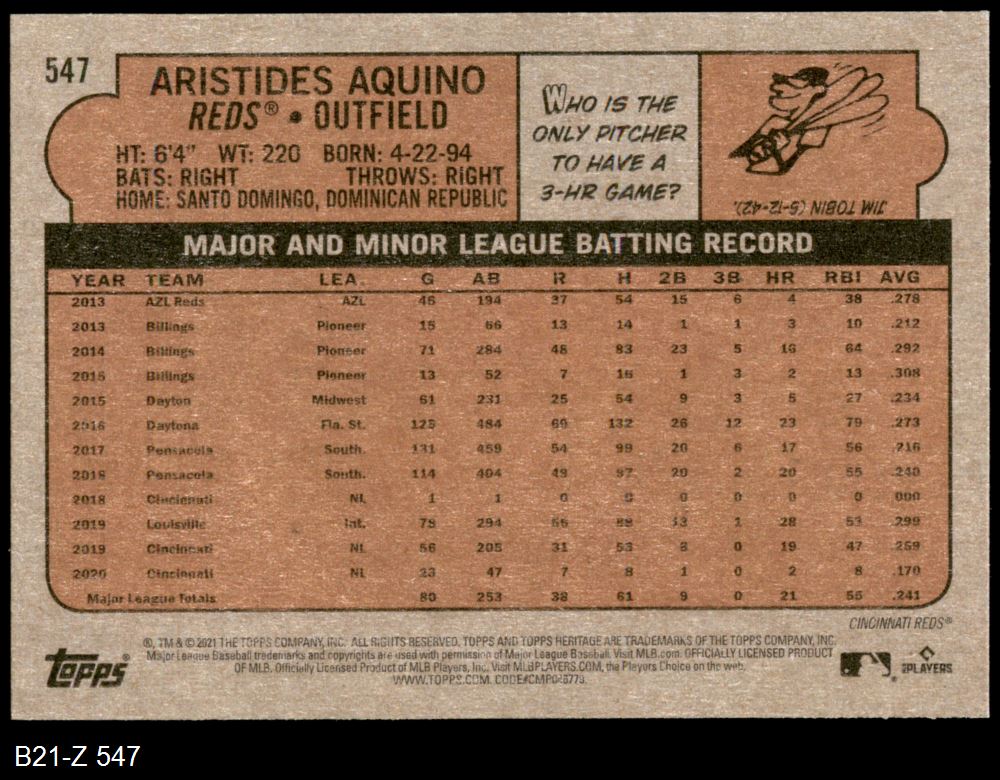 547
ARISTIDES AQUINO
REDS® • OUTFIELD
HT: 6'4" WT: 220 BORN: 4-22-94
BATS: RIGHT THROWS: RIGHT
HOME: SANTO DOMINGO, DOMINICAN REPUBLIC
WHO IS THE
ONLY PITCHER
TO HAVE A
3-HR GAME?
JIM TOBIN (5-12-42).
MAJOR AND MINOR LEAGUE BATTING RECORD
YEAR TEAM LEA. G AB R H 2B 3B HR RBI AVG
2013 AZL Reds AZL 46 194 37 54 15 6 4 38 .278
2013 Billings Pioneer 15 66 13 14 1 1 3 10 .212
2014 Billings Pioneer 71 284 48 83 23 5 16 64 .292
2015 Billings Pioneer 13 52 7 16 1 3 2 13 .308
2015 Dayton Midwest 61 231 25 54 9 3 5 27 .234
2016 Daytona Fla. St. 125 484 69 132 26 12 23 79 .273
2017 Pensacola South. 131 459 54 99 20 6 17 56 .216
2018 Pensacola South. 114 404 49 97 20 2 20 55 .240
2018 Cincinnati NL 1 1 0 0 0 0 0 0 .000
2019 Louisville Int. 78 294 56 88 13 1 28 53 .299
2019 Cincinnati NL 56 205 31 53 8 0 19 47 .259
2020 Cincinnati NL 23 47 7 8 1 0 2 8 .170
Major League Totals 80 253 38 61 9 0 21 55 .241
CINCINNATI REDS®
®, TM & © 2021 THE TOPPS COMPANY, INC. ALL RIGHTS RESERVED. TOPPS AND TOPPS HERITAGE ARE TRADEMARKS OF THE TOPPS COMPANY, INC.
Major League Baseball trademarks and copyrights are used with permission of Major League Baseball. Visit MLB.com. OFFICIALLY LICENSED PRODUCT
OF MLB. Officially Licensed Product of MLB Players, Inc. Visit MLBPLAYERS.COM, the Players Choice on the web.
WWW.TOPPS.COM. CODE#CMP
TOPPS®
PLAYERS
B21-Z 547